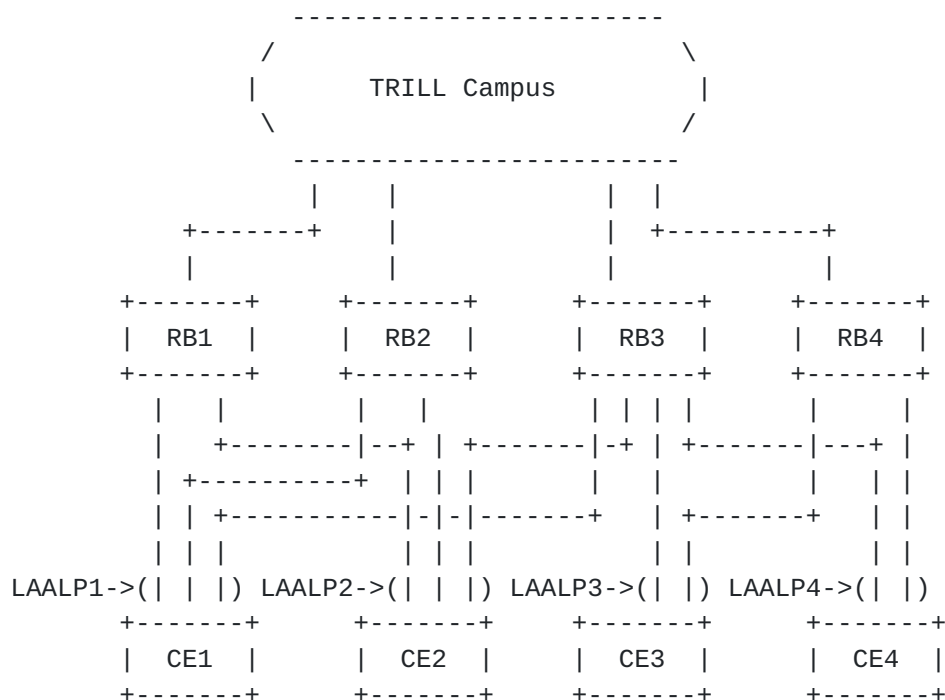 TRILL Campus
RB1 RB2 RB3 RB4
LAALP1->( ) LAALP2->( ) LAALP3->( ) LAALP4->( )
CE1 CE2 CE3 CE4